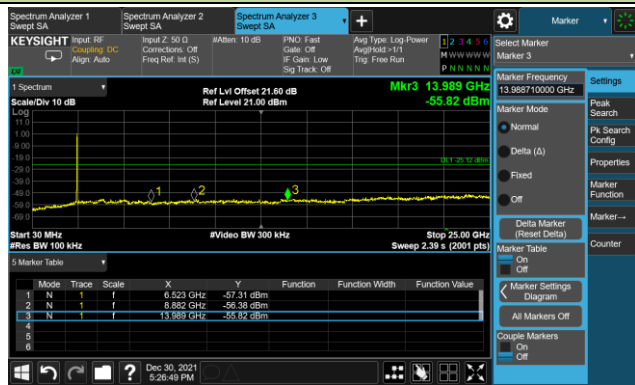 Spectrum Analyzer 1
Swept SA
Spectrum Analyzer 2
Swept SA
Spectrum Analyzer 3
Swept SA
Marker
KEYSIGHT
Input: RF
Coupling: DC
Align: Auto
Input Z: 50 Ω
Corrections: Off
Freq Ref: Int (S)
#Atten: 10 dB
PNO: Fast
Gate: Off
IF Gain: Low
Sig Track: Off
Avg Type: Log-Power
Avg|Hold:>1/1
Trig: Free Run
1 2 3 4 5 6
M W W W W W
P N N N N N
Select Marker
Marker 3
LV
1 Spectrum
Scale/Div 10 dB
Log
Ref Lvl Offset 21.60 dB
Ref Level 21.00 dBm
Mkr3 13.989 GHz
-55.82 dBm
11.0
1.00
-9.00
-19.0
-29.0
-39.0
-49.0
-59.0
-69.0
DL1 -25.12 dBm
1
2
3
Start 30 MHz
#Res BW 100 kHz
#Video BW 300 kHz
Stop 25.00 GHz
Sweep 2.39 s (2001 pts)
5 Marker Table
Mode Trace Scale X Y Function Function Width Function Value
1 N 1 f 6.523 GHz -57.31 dBm
2 N 1 f 8.882 GHz -56.38 dBm
3 N 1 f 13.989 GHz -55.82 dBm
4
5
6
Marker Frequency
13.988710000 GHz
Marker Mode
Normal
Delta (Δ)
Fixed
Off
Delta Marker
(Reset Delta)
Marker Table
On
Off
Marker Settings
Diagram
All Markers Off
Couple Markers
On
Off
Settings
Peak
Search
Pk Search
Config
Properties
Marker
Function
Marker→
Counter
Dec 30, 2021
5:26:49 PM